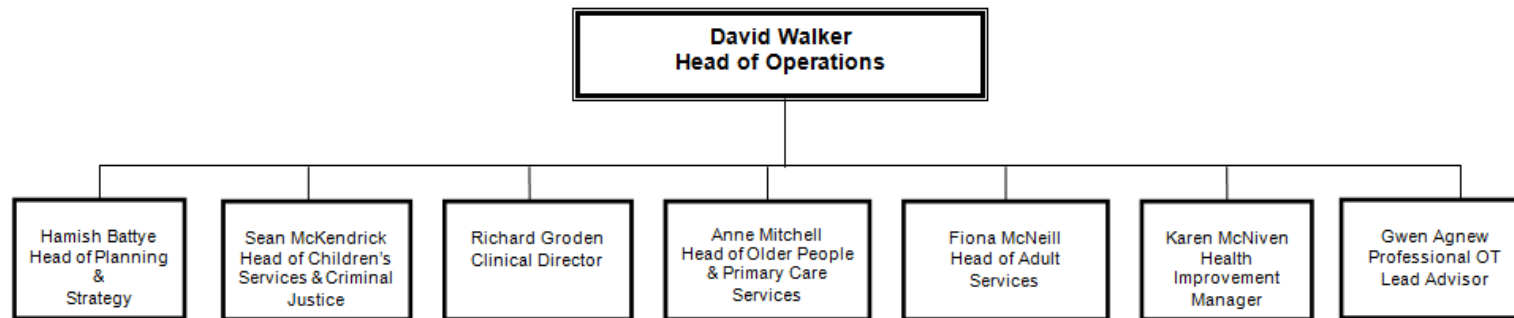 David Walker
Head of Operations
Hamish Battye
Head of Planning
&
Strategy
Sean McKendrick
Head of Children's
Services & Criminal
Justice
Richard Groden
Clinical Director
Anne Mitchell
Head of Older People
& Primary Care
Services
Fiona McNeill
Head of Adult
Services
Karen McNiven
Health
Improvement
Manager
Gwen Agnew
Professional OT
Lead Advisor